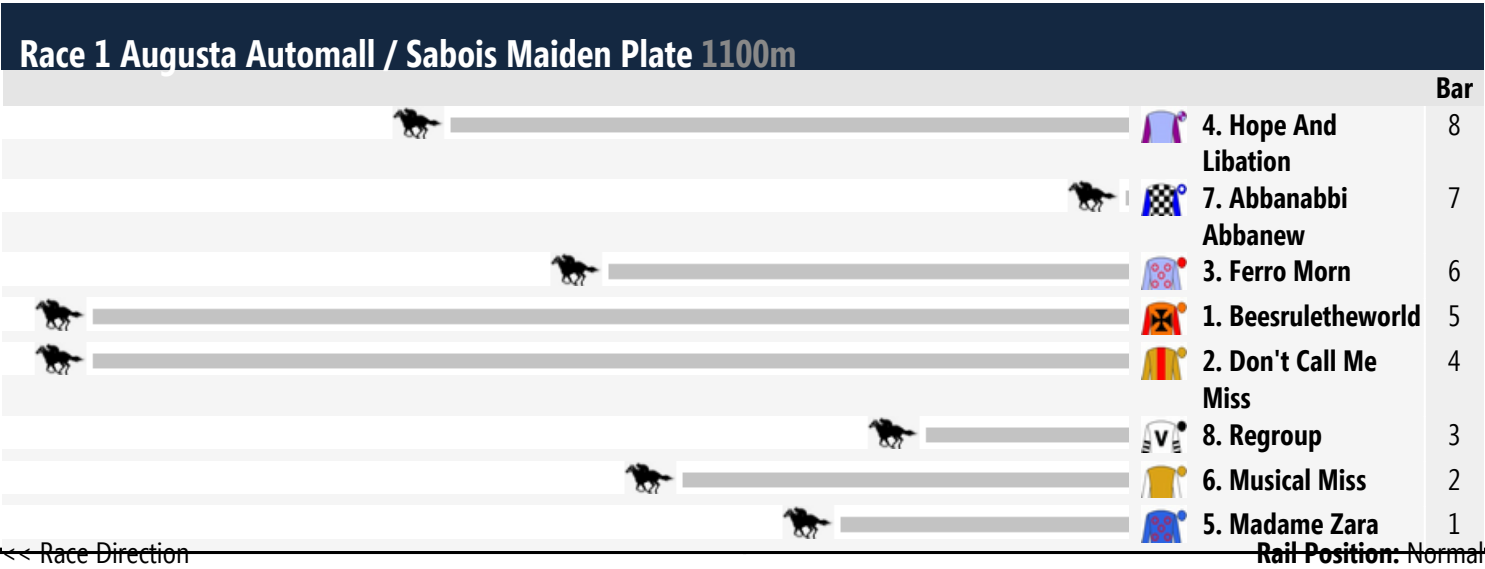 Race 1 Augusta Automall / Sabois Maiden Plate 1100m
Bar
4. Hope And 8
Libation
7. Abbanabbi 7
Abbanew
3. Ferro Morn 6
1. Beesruletheworld 5
2. Don't Call Me 4
Miss
V 8. Regroup 3
6. Musical Miss 2
5. Madame Zara 1
<< Race Direction Rail Position: Normal